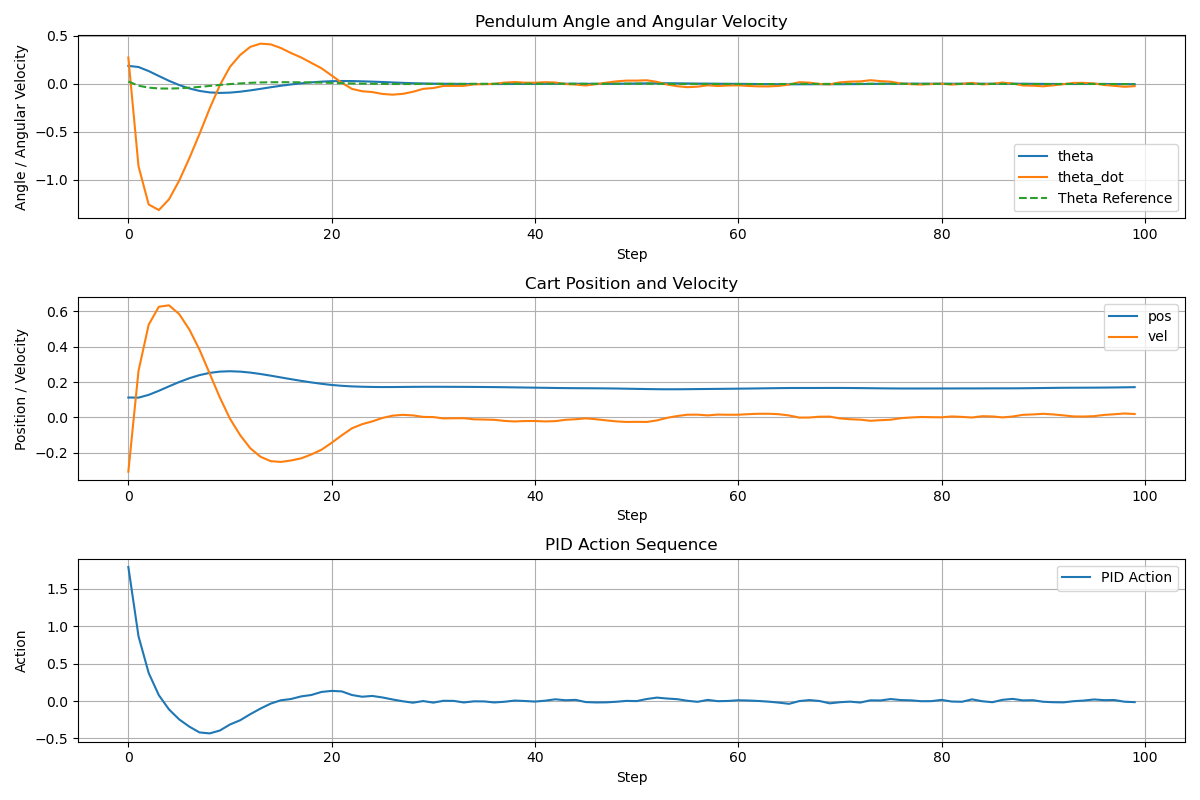 Pendulum Angle and Angular Velocity
Angle / Angular Velocity
0.5
0.0
−0.5
−1.0
theta
theta_dot
Theta Reference
0 20 40 60 80 100
Step
Cart Position and Velocity
Position / Velocity
0.6
0.4
0.2
0.0
−0.2
pos
vel
0 20 40 60 80 100
Step
PID Action Sequence
Action
1.5
1.0
0.5
0.0
−0.5
PID Action
0 20 40 60 80 100
Step